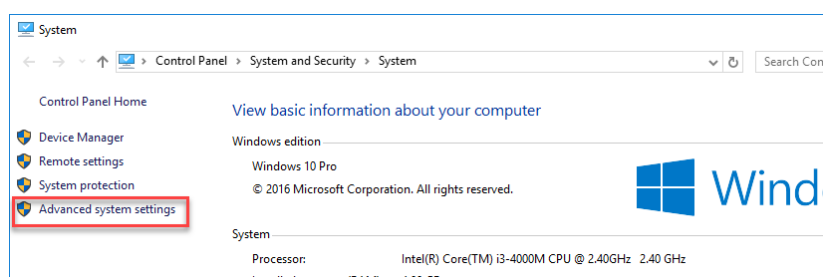 System
Control Panel > System and Security > System
Search Con
Control Panel Home
Device Manager
Remote settings
System protection
Advanced system settings
View basic information about your computer
Windows edition
Windows 10 Pro
© 2016 Microsoft Corporation. All rights reserved.
Wind
System
Processor: Intel(R) Core(TM) i3-4000M CPU @ 2.40GHz 2.40 GHz